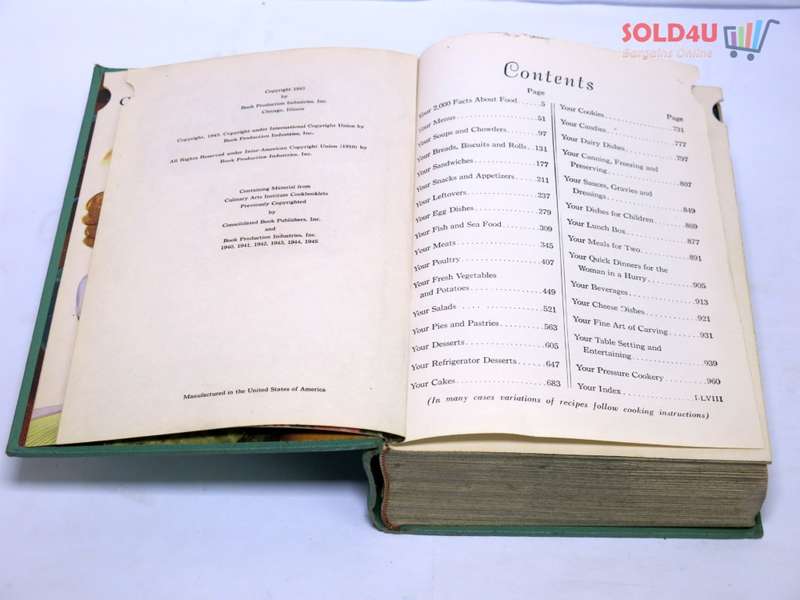 SOLD4U
Bargains Online
Book Production Industries, Inc.
Chicago, Illinois
Copyright, 1945. Copyright under International Copyright Union by
Book Production Industries, Inc.
All Rights Reserved under Inter-American Copyright Union (1910) by
Book Production Industries, Inc.
Containing Material from
Culinary Arts Institute Cookbooklets
Previously Copyrighted
by
Consolidated Book Publishers, Inc.
and
Book Production Industries, Inc.
1940, 1941, 1942, 1943, 1944, 1945
Manufactured in the United States of America
Contents
Page
Your 2,000 Facts About Food....5
Your Menus..................51
Your Soups and Chowders.....97
Your Breads, Biscuits and Rolls..131
Your Sandwiches.............177
Your Snacks and Appetizers....211
Your Leftovers..............237
Your Egg Dishes.............279
Your Fish and Sea Food.......309
Your Meats.................345
Your Poultry................407
Your Fresh Vegetables
and Potatoes...............449
Your Salads.................521
Your Pies and Pastries........563
Your Desserts...............605
Your Refrigerator Desserts.....647
Your Cakes.................683
Page
Your Cookies................731
Your Candies................777
Your Dairy Dishes............797
Your Canning, Freezing and
Preserving.................807
Your Sauces, Gravies and
Dressings..................849
Your Dishes for Children......869
Your Lunch Box..............877
Your Meals for Two...........891
Your Quick Dinners for the
Woman in a Hurry...........905
Your Beverages..............913
Your Cheese Dishes...........921
Your Fine Art of Carving......931
Your Table Setting and
Entertaining...............939
Your Pressure Cookery........969
Your Index.................I-LVIII
(In many cases variations of recipes follow cooking instructions)